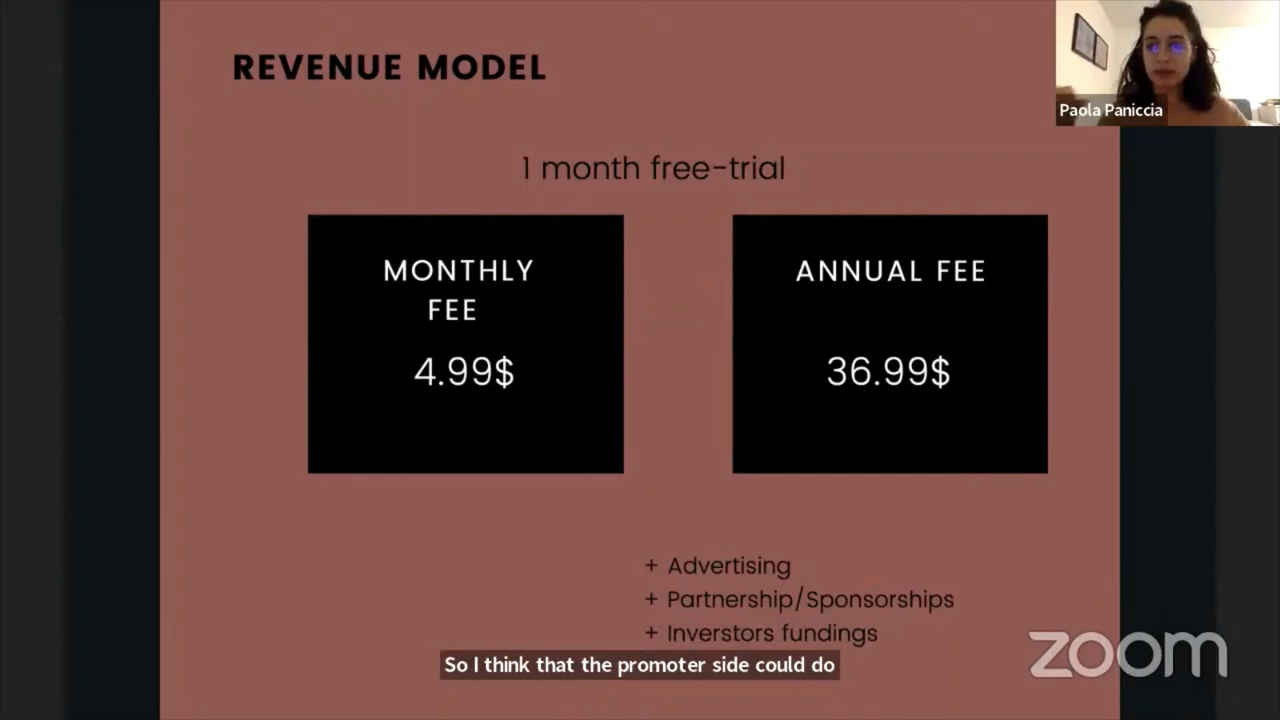 REVENUE MODEL
Paola Paniccia
1 month free-trial
MONTHLY
FEE
4.99$
ANNUAL FEE
36.99$
+ Advertising
+ Partnership/Sponsorships
+ Inverstors fundings
So I think that the promoter side could do
zoom